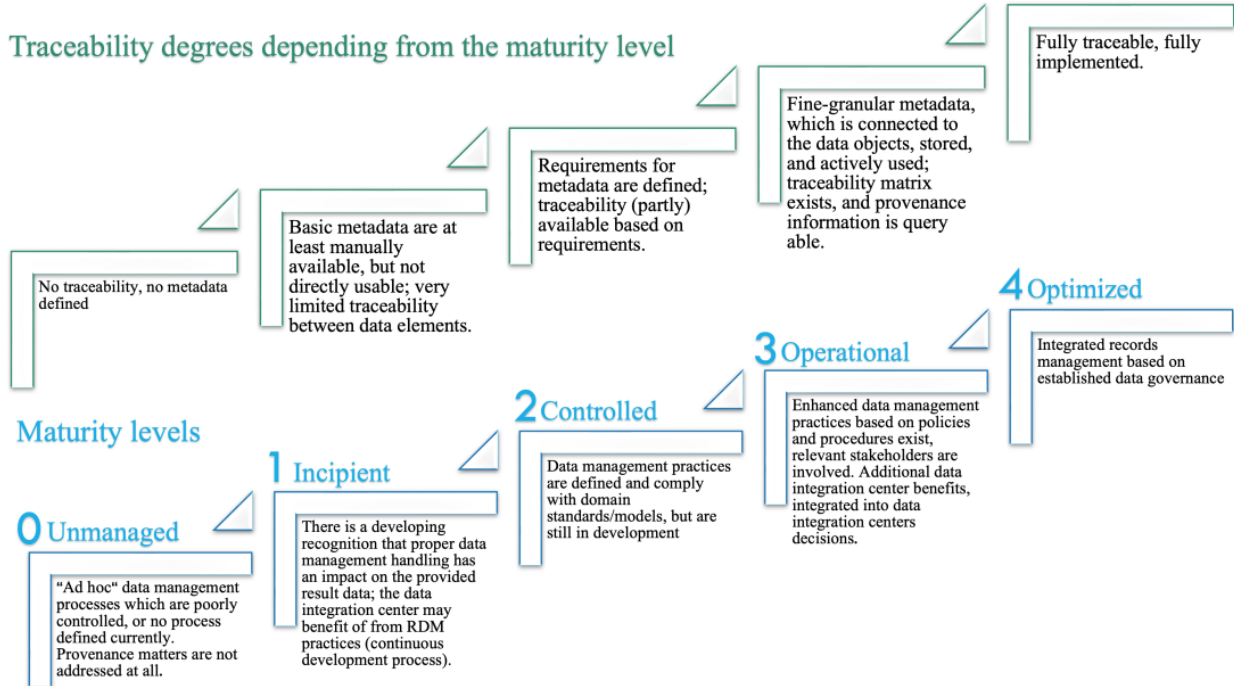 Traceability degrees depending from the maturity level
No traceability, no metadata
defined
Basic metadata are at
least manually
available, but not
directly usable; very
limited traceability
between data elements.
Requirements for
metadata are defined;
traceability (partly)
available based on
requirements.
Fine-granular metadata,
which is connected to
the data objects, stored,
and actively used;
traceability matrix
exists, and provenance
information is query
able.
Fully traceable, fully
implemented.
Maturity levels
0 Unmanaged
“Ad hoc“ data management
processes which are poorly
controlled, or no process
defined currently.
Provenance matters are not
addressed at all.
1 Incipient
There is a developing
recognition that proper data
management handling has
an impact on the provided
result data; the data
integration center may
benefit of from RDM
practices (continuous
development process).
2 Controlled
Data management practices
are defined and comply
with domain
standards/models, but are
still in development
3 Operational
Enhanced data management
practices based on policies
and procedures exist,
relevant stakeholders are
involved. Additional data
integration center benefits,
integrated into data
integration centers
decisions.
4 Optimized
Integrated records
management based on
established data governance